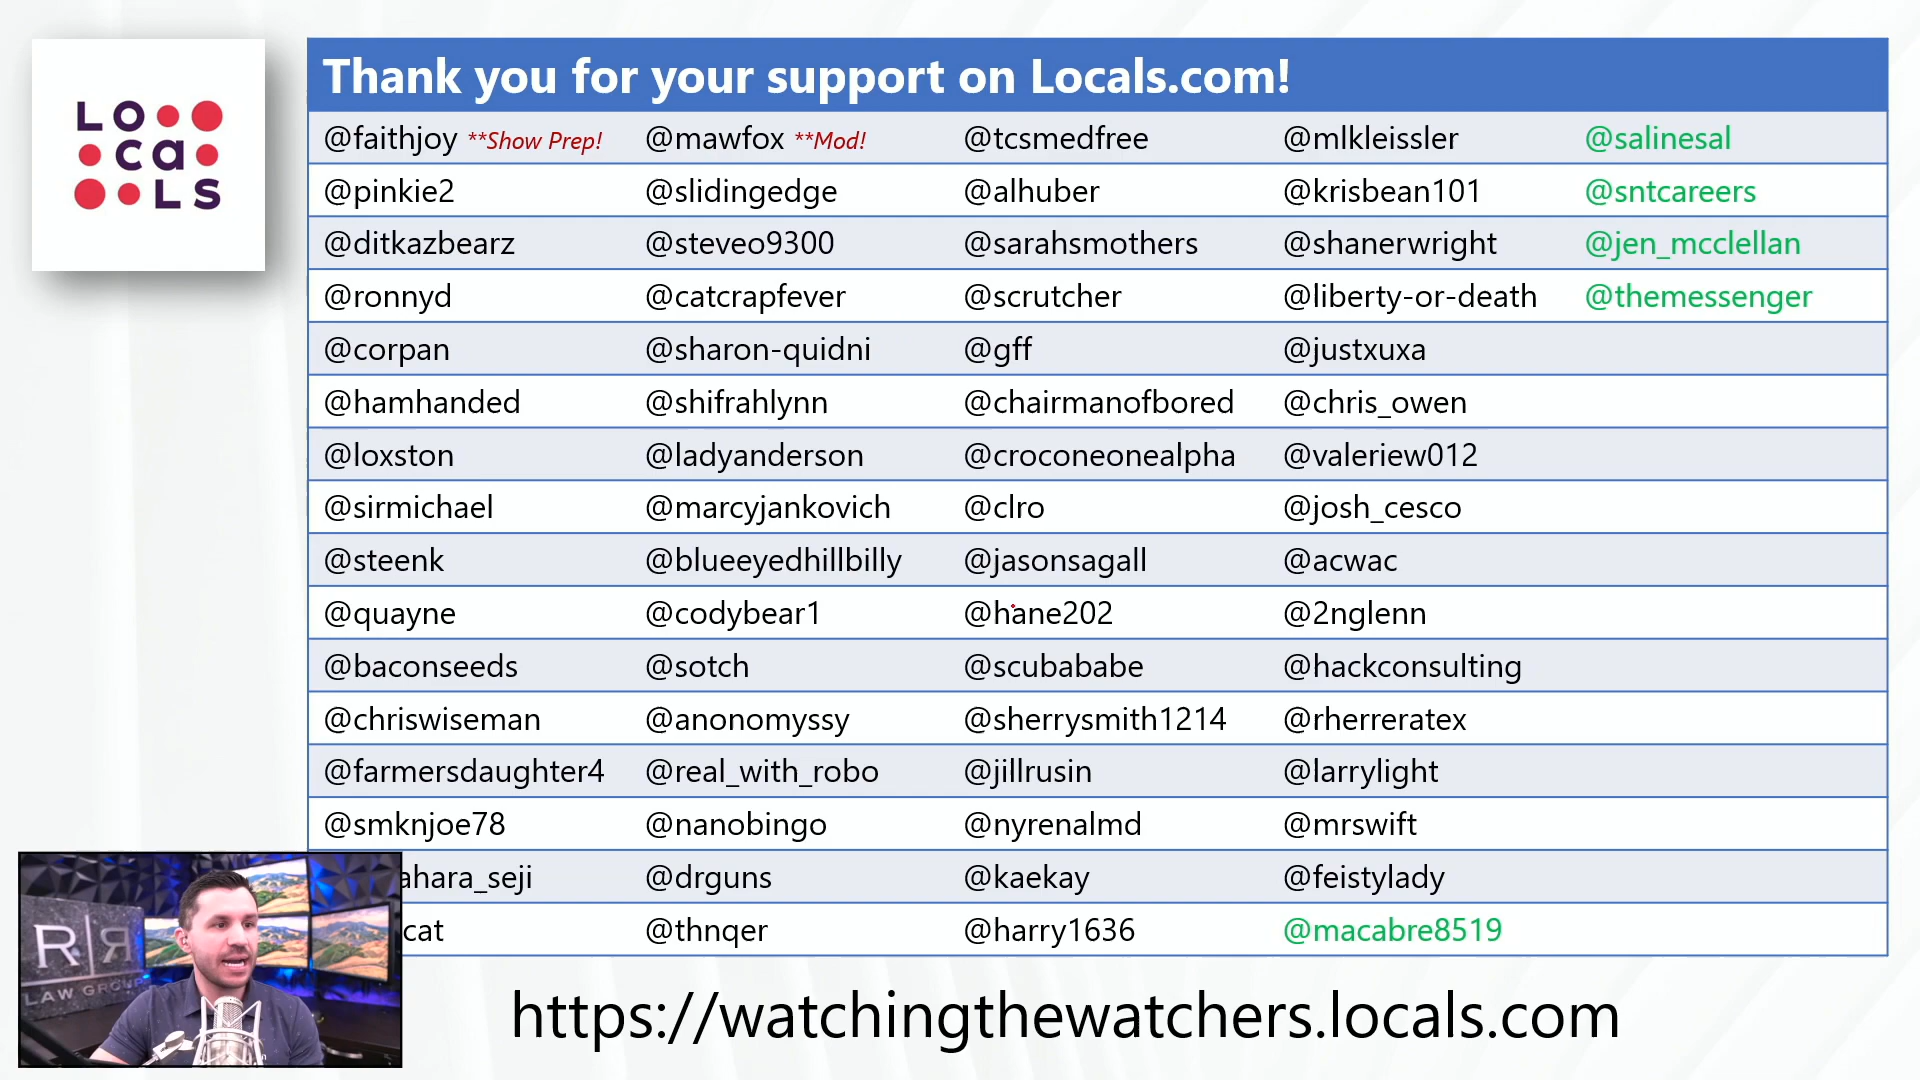 LOcaLS
Thank you for your support on Locals.com!
@faithjoy **Show Prep! @mawfox **Mod! @tcsmedfree @mlkleissler @salinesal
@pinkie2 @slidingedge @alhuber @krisbean101 @sntcareers
@ditkazbearz @steveo9300 @sarahsmothers @shanerwright @jen_mcclellan
@ronnyd @catcrapfever @scrutcher @liberty-or-death @themessenger
@corpan @sharon-quidni @gff @justxuxa
@hamhanded @shifrahlynn @chairmanofbored @chris_owen
@loxston @ladyanderson @croconeonealpha @valeriew012
@sirmichael @marcyjankovich @clro @josh_cesco
@steenk @blueeyedhillbilly @jasonsagall @acwac
@quayne @codybear1 @hane202 @2nglenn
@baconseeds @sotch @scubababe @hackconsulting
@chriswiseman @anonomyssy @sherrysmith1214 @rherreratex
@farmersdaughter4 @real_with_robo @jillrusin @larrylight
@smknjoe78 @nanobingo @nyrenalmd @mrswift
ahara_seji @drguns @kaekay @feistylady
cat @thnqer @harry1636 @macabre8519
R|R
LAW GROUP
https://watchingthewatchers.locals.com